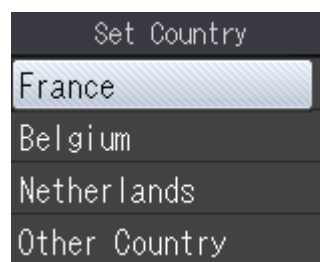 Set Country
France
Belgium
Netherlands
Other Country